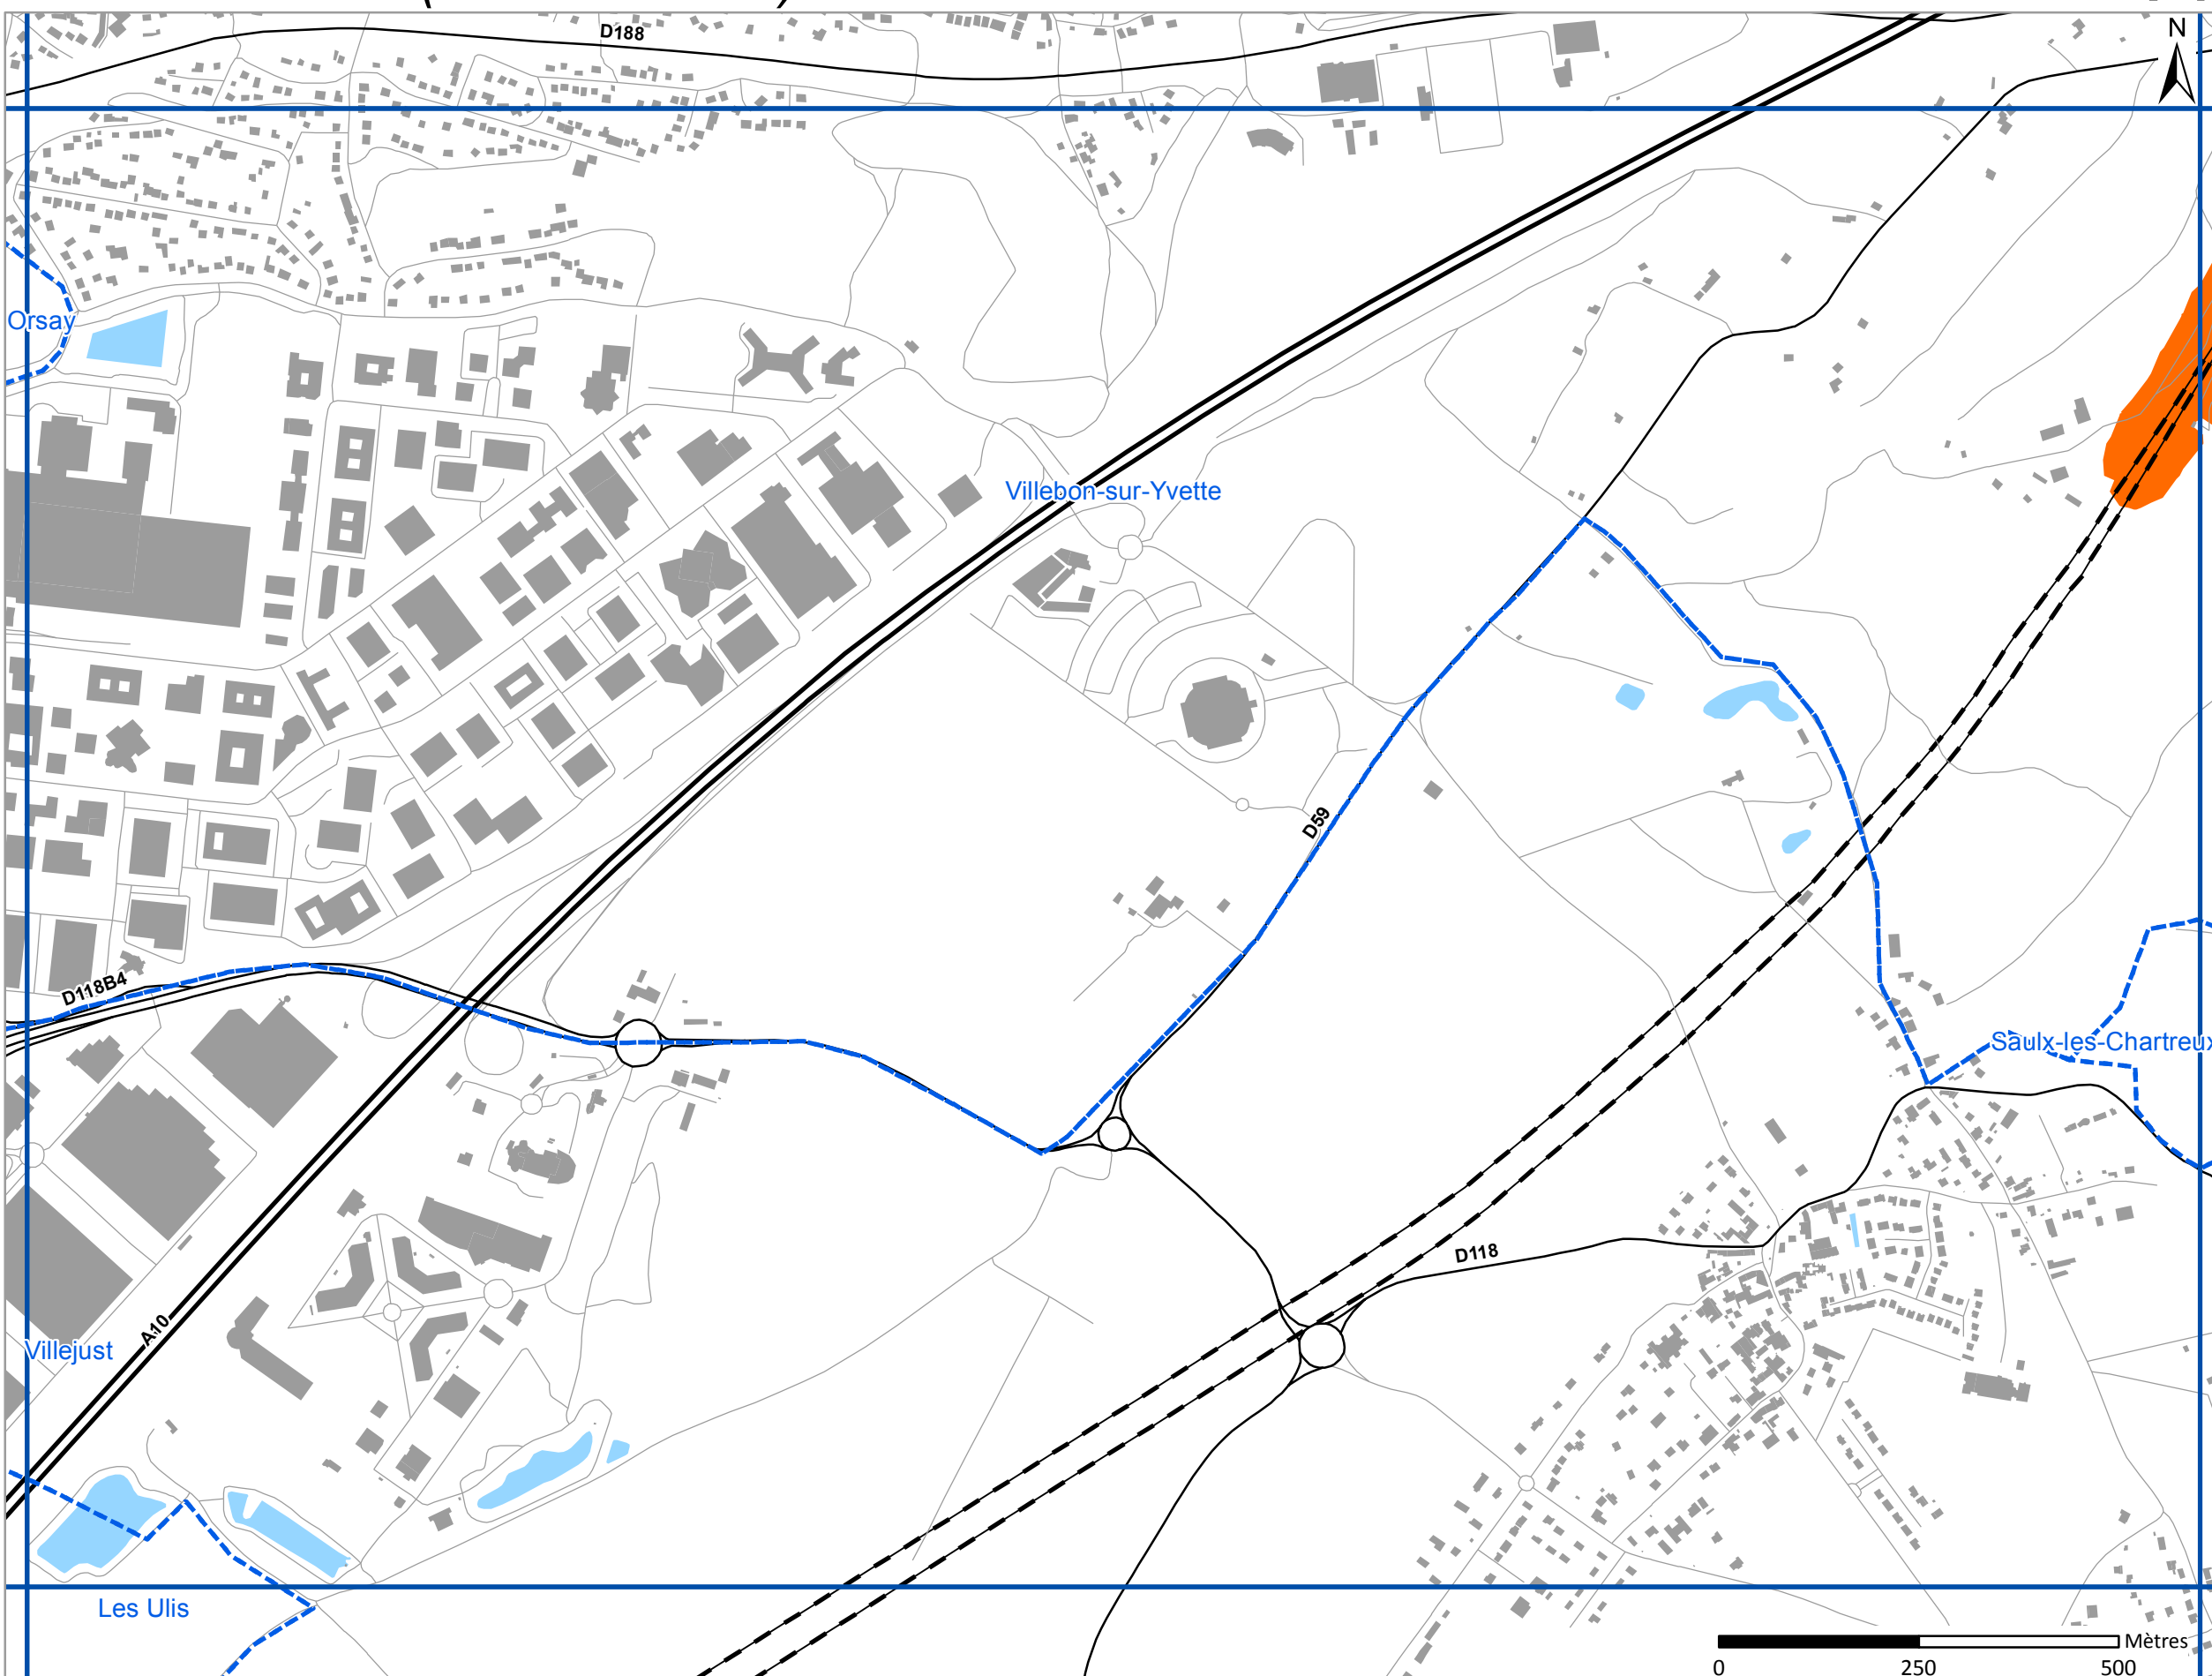 D188
N
Orsay
Villebon-sur-Yvette
D59
D118B4
Saulx-les-Chartreux
D118
A10
Villejust
Les Ulis
Mètres
0 250 500